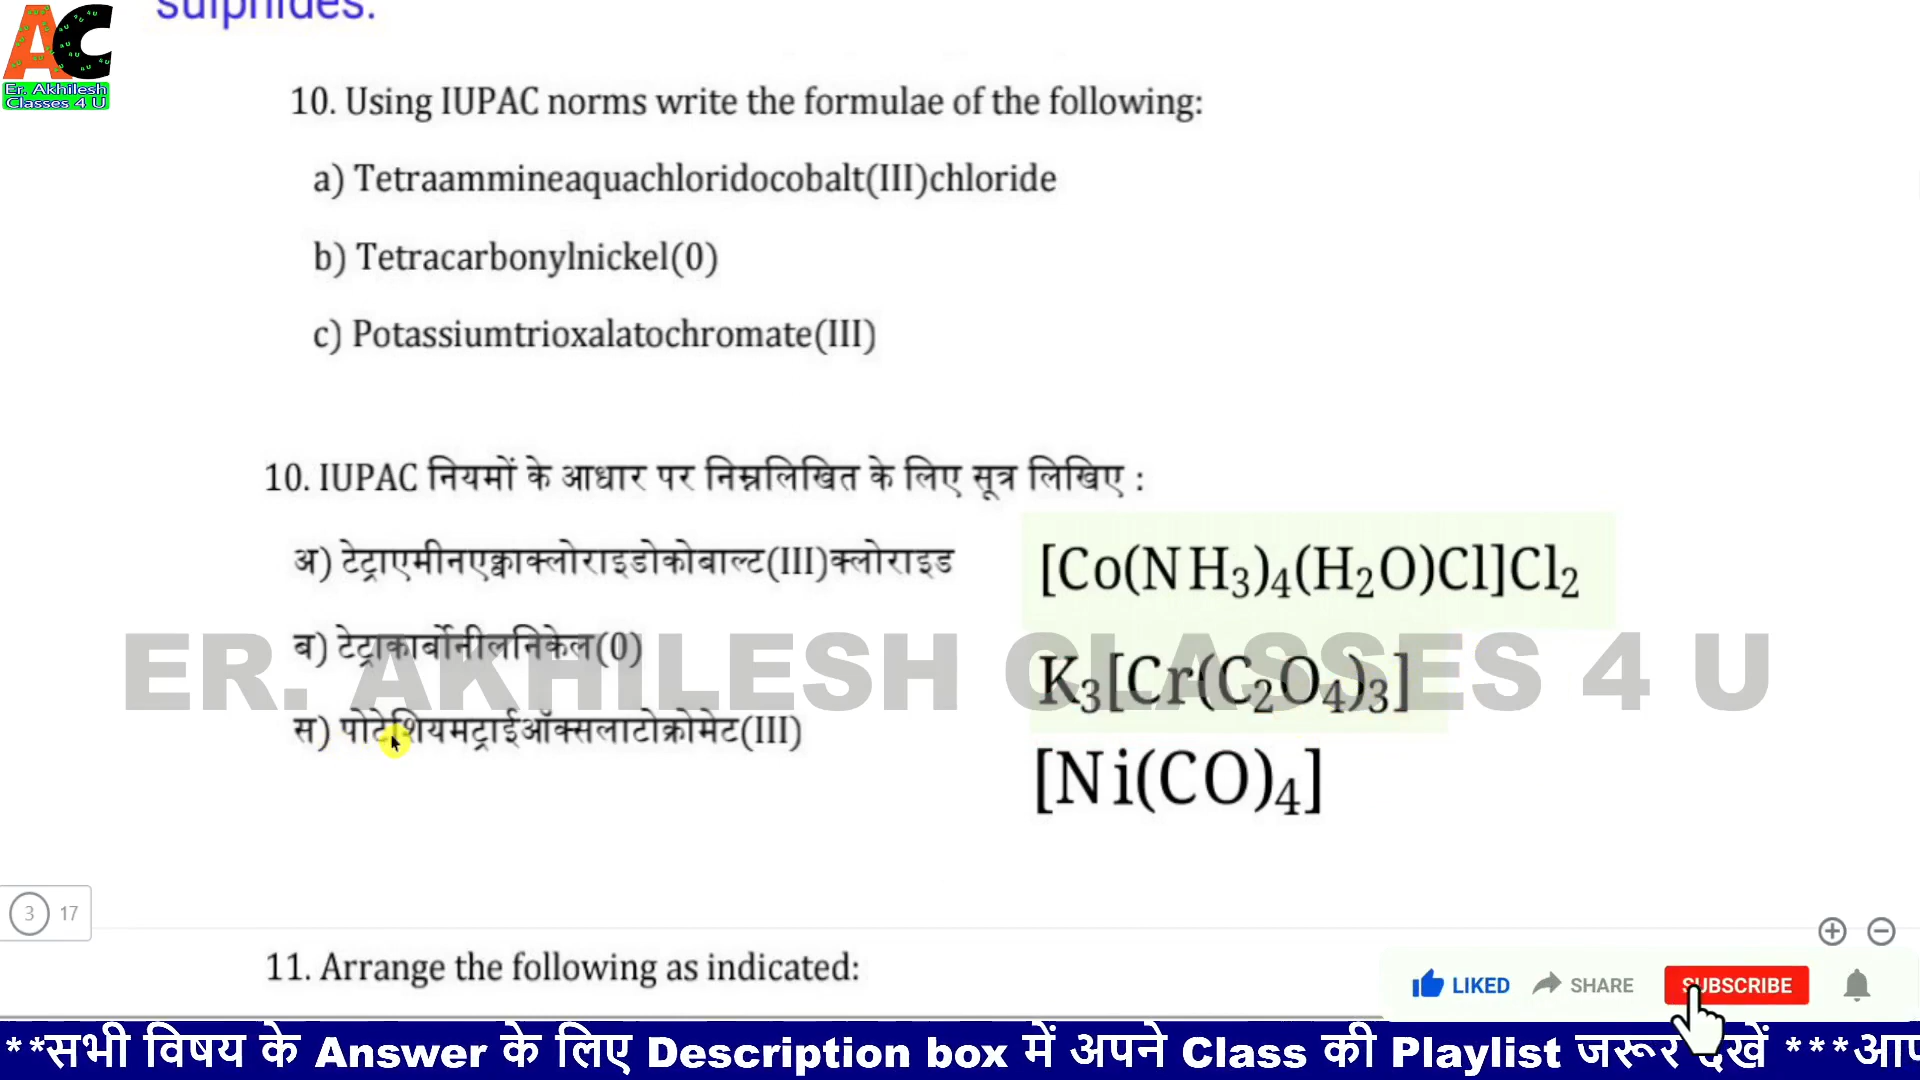 AC
Er. Akhilesh
Classes 4 U
sulphides.
10. Using IUPAC norms write the formulae of the following:
a) Tetraammineaquachloridocobalt(III)chloride
b) Tetracarbonylnickel(0)
c) Potassiumtrioxalatochromate(III)
10. IUPAC नियमों के आधार पर निम्नलिखित के लिए सूत्र लिखिए :
अ) टेट्राएमीनएक्वाक्लोराइडोकोबाल्ट(III)क्लोराइड
[Co(NH₃)₄(H₂O)Cl]Cl₂
ब) टेट्राकार्बोनीलनिकेल(0)
K₃[Cr(C₂O₄)₃]
ER. AKHILESH CLASSES 4 U
स) पोटेशियमट्राईऑक्सलाटोक्रोमेट(III)
[Ni(CO)₄]
3 17
11. Arrange the following as indicated:
LIKED SHARE SUBSCRIBE
**सभी विषय के Answer के लिए Description box में अपने Class की Playlist जरूर देखें ***आप